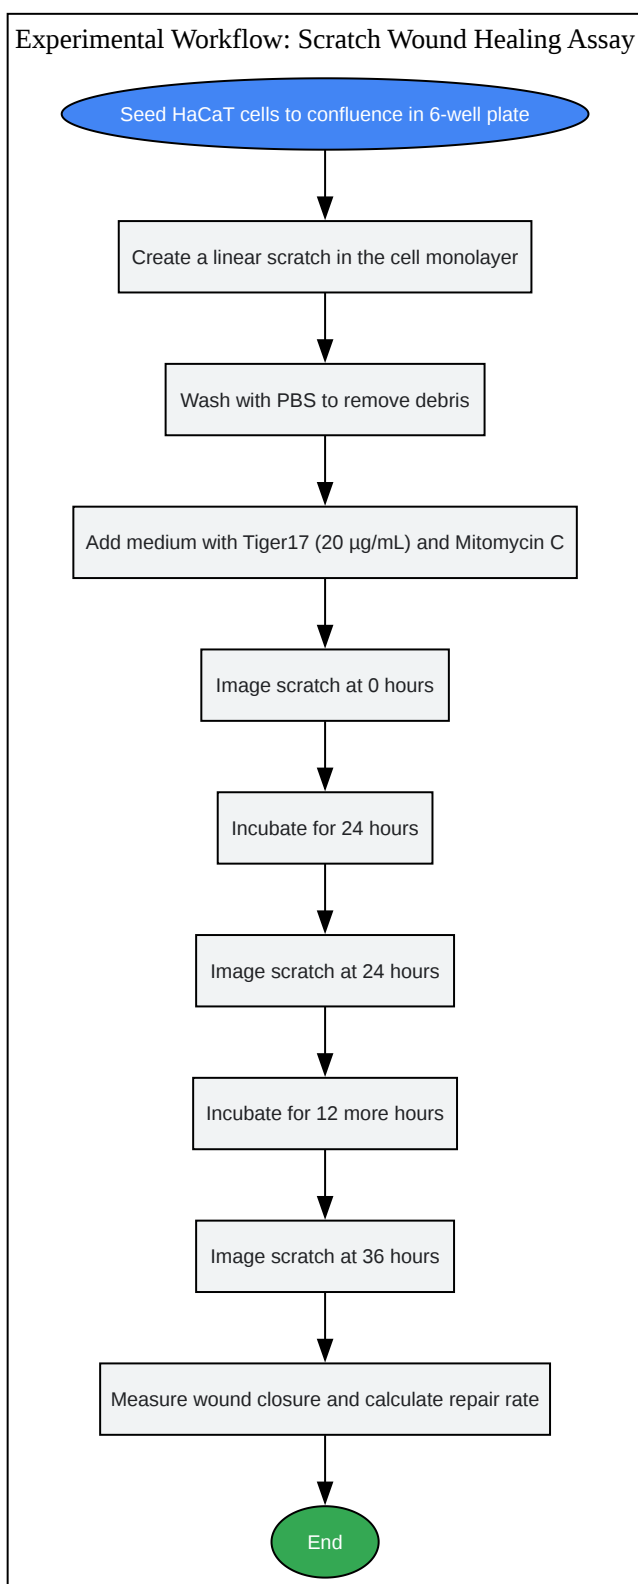 Experimental Workflow: Scratch Wound Healing Assay
Seed HaCaT cells to confluence in 6-well plate
Create a linear scratch in the cell monolayer
Wash with PBS to remove debris
Add medium with Tiger17 (20 µg/mL) and Mitomycin C
Image scratch at 0 hours
Incubate for 24 hours
Image scratch at 24 hours
Incubate for 12 more hours
Image scratch at 36 hours
Measure wound closure and calculate repair rate
End